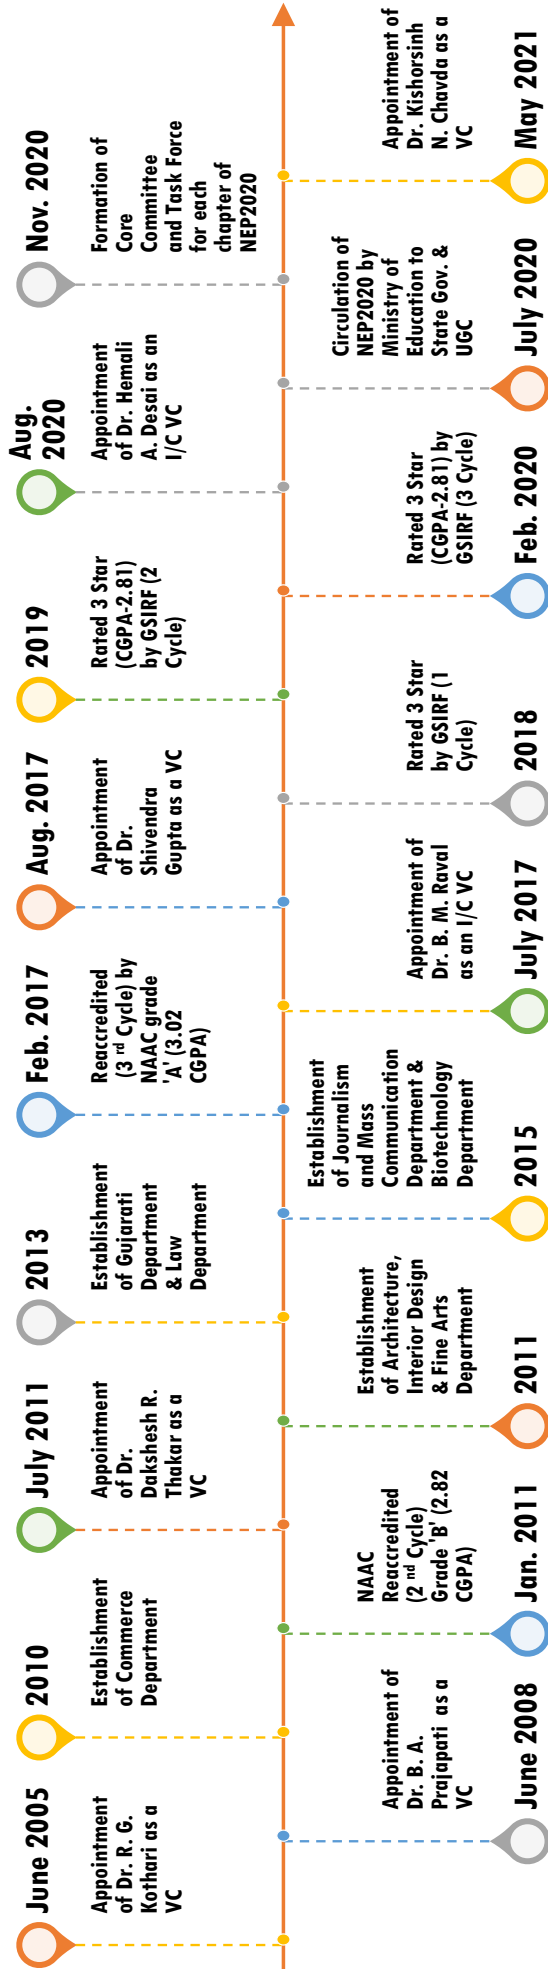 June 2005
Appointment
of Dr. R. G.
Kothari as a
VC
2010
Establishment
of Commerce
Department
July 2011
Appointment
of Dr.
Dakshesh R.
Thakar as a
VC
2013
Establishment
of Gujarati
Department
& Law
Department
Feb. 2017
Reaccredited
(3 rd Cycle) by
NAAC grade
'A' (3.02
CGPA)
Aug. 2017
Appointment
of Dr.
Shivendra
Gupta as a VC
2019
Rated 3 Star
(CGPA-2.81)
by GSIRF (2
Cycle)
Aug.
2020
Appointment
of Dr. Hemali
A. Desai as an
I/C VC
Nov. 2020
Formation of
Core
Committee
and Task Force
for each
chapter of
NEP2020
Appointment of
Dr. B. A.
Prajapati as a
VC
June 2008
NAAC
Reaccredited
(2 nd Cycle)
Grade 'B' (2.82
CGPA)
Jan. 2011
Establishment
of Architecture,
Interior Design
& Fine Arts
Department
2011
Establishment
of Journalism
and Mass
Communication
Department &
Biotechnology
Department
2015
Appointment of
Dr. B. M. Raval
as an I/C VC
July 2017
Rated 3 Star
by GSIRF (1
Cycle)
2018
Rated 3 Star
(CGPA-2.81) by
GSIRF (3 Cycle)
Feb. 2020
Circulation of
NEP2020 by
Ministry of
Education to
State Gov. &
UGC
July 2020
Appointment of
Dr. Kishorsinh
N. Chavda as a
VC
May 2021